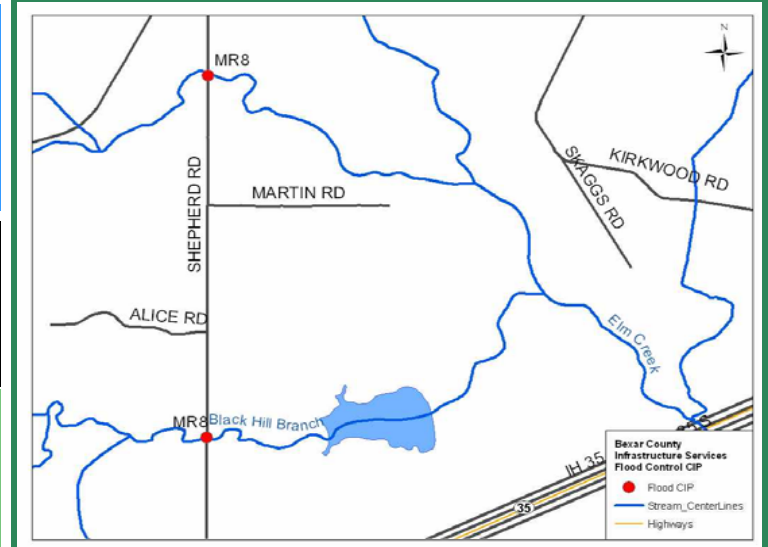 N
MR8
KIRKWOOD RD
SKAGGS RD
MARTIN RD
SHEPHERD RD
ALICE RD
Elm Creek
MR8
Black Hill Branch
IH 35
35
Bexar County
Infrastructure Services
Flood Control CIP
Flood CIP
Stream_CenterLines
Highways